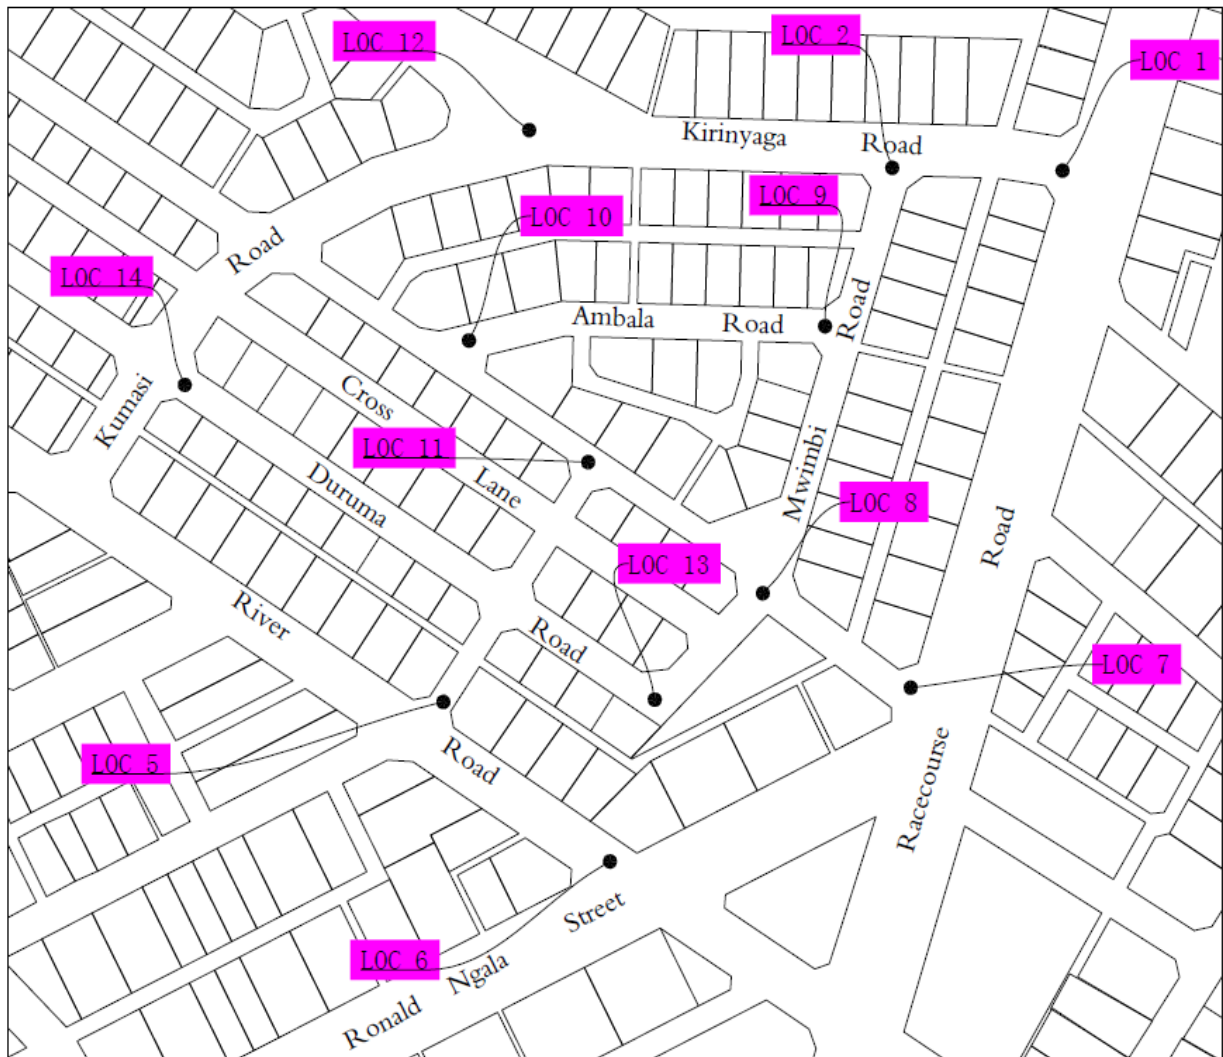 LOC 12
LOC 2
LOC 1
Kirinyaga Road
LOC 9
LOC 10
Road
LOC 14
Ambala Road
Road
Kumasi
Cross
Lane
LOC 11
Duruma
Mwimbi
LOC 8
Road
LOC 13
River
Road
LOC 7
LOC 5
Road
Racecourse
Street
LOC 6
Ngala
Ronald